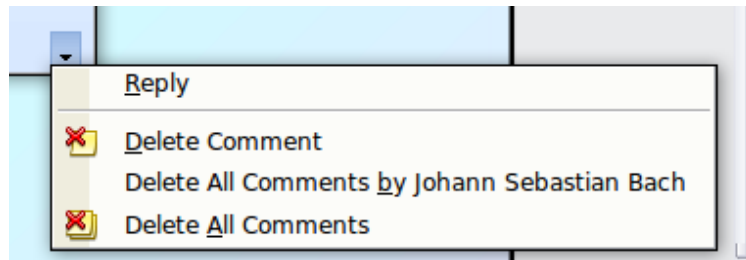 Reply
Delete Comment
Delete All Comments by Johann Sebastian Bach
Delete All Comments